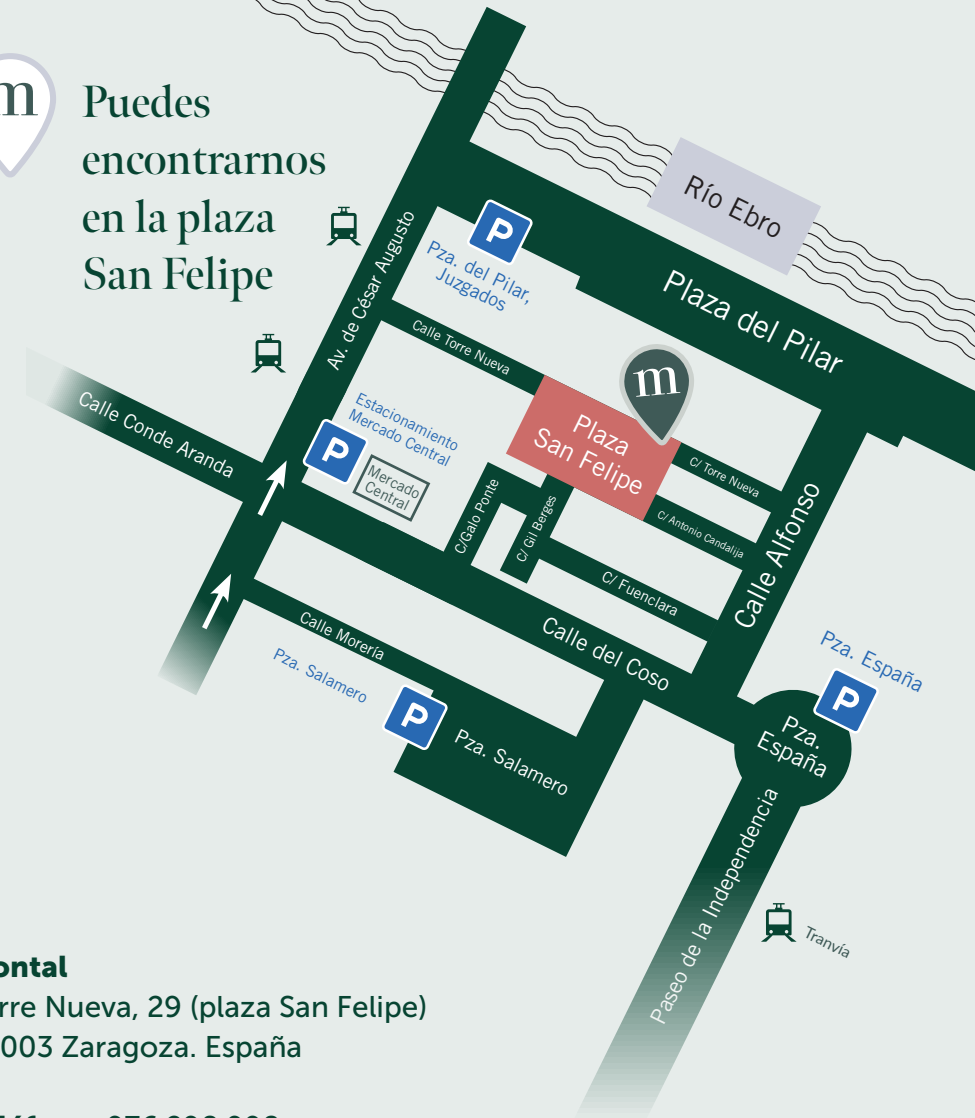 m
Puedes
encontrarnos
en la plaza
San Felipe
Río Ebro
P
Pza. del Pilar,
Juzgados
Plaza del Pilar
Av. de César Augusto
Calle Torre Nueva
m
Plaza
San Felipe
C/ Torre Nueva
C/ Antonio Candalija
Calle Alfonso
Calle Conde Aranda
Estacionamiento
Mercado Central
P
Mercado
Central
C/Galo Ponte
C/ Gil Berges
C/ Fuenclara
Calle del Coso
Calle Morería
Pza. Salamero
P
Pza. Salamero
Pza. España
P
Pza.
España
Paseo de la Independencia
Tranvía
ontal
rre Nueva, 29 (plaza San Felipe)
003 Zaragoza. España